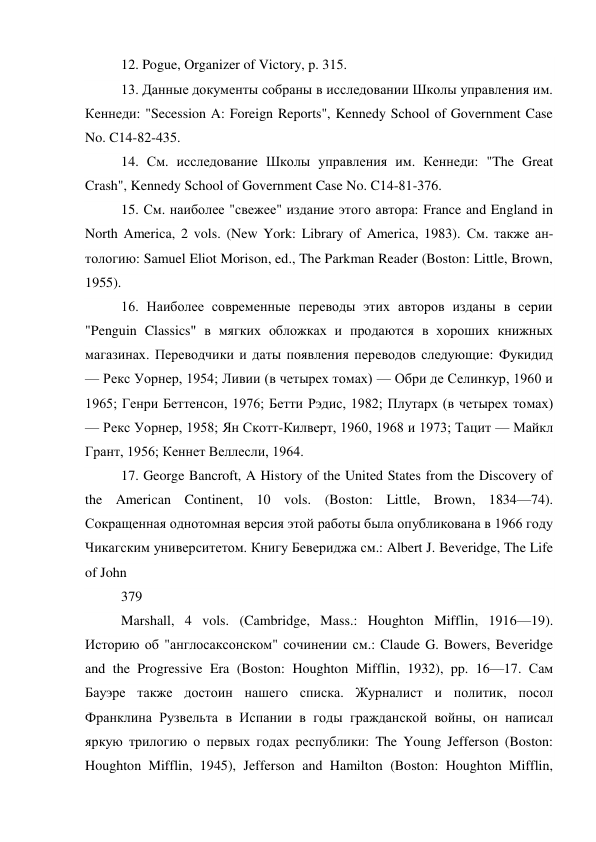 12. Pogue, Organizer of Victory, p. 315.
13. Данные документы собраны в исследовании Школы управления им.
Кеннеди: "Secession A: Foreign Reports", Kennedy School of Government Case
No. C14-82-435.
14. См. исследование Школы управления им. Кеннеди: "The Great
Crash", Kennedy School of Government Case No. C14-81-376.
15. См. наиболее "свежее" издание этого автора: France and England in
North America, 2 vols. (New York: Library of America, 1983). См. также ан-
тологию: Samuel Eliot Morison, ed., The Parkman Reader (Boston: Little, Brown,
1955).
16. Наиболее современные переводы этих авторов изданы в серии
"Penguin Classics" в мягких обложках и продаются в хороших книжных
магазинах. Переводчики и даты появления переводов следующие: Фукидид
— Рекс Уорнер, 1954; Ливии (в четырех томах) — Обри де Селинкур, 1960 и
1965; Генри Беттенсон, 1976; Бетти Рэдис, 1982; Плутарх (в четырех томах)
— Рекс Уорнер, 1958; Ян Скотт-Килверт, 1960, 1968 и 1973; Тацит — Майкл
Грант, 1956; Кеннет Веллесли, 1964.
17. George Bancroft, A History of the United States from the Discovery of
the American Continent, 10 vols. (Boston: Little, Brown, 1834—74).
Сокращенная однотомная версия этой работы была опубликована в 1966 году
Чикагским университетом. Книгу Бевериджа см.: Albert J. Beveridge, The Life
of John
379
Marshall, 4 vols. (Cambridge, Mass.: Houghton Mifflin, 1916—19).
Историю об "англосаксонском" сочинении см.: Claude G. Bowers, Beveridge
and the Progressive Era (Boston: Houghton Mifflin, 1932), pp. 16—17. Сам
Бауэре также достоин нашего списка. Журналист и политик, посол
Франклина Рузвельта в Испании в годы гражданской войны, он написал
яркую трилогию о первых годах республики: The Young Jefferson (Boston:
Houghton Mifflin, 1945), Jefferson and Hamilton (Boston: Houghton Mifflin,